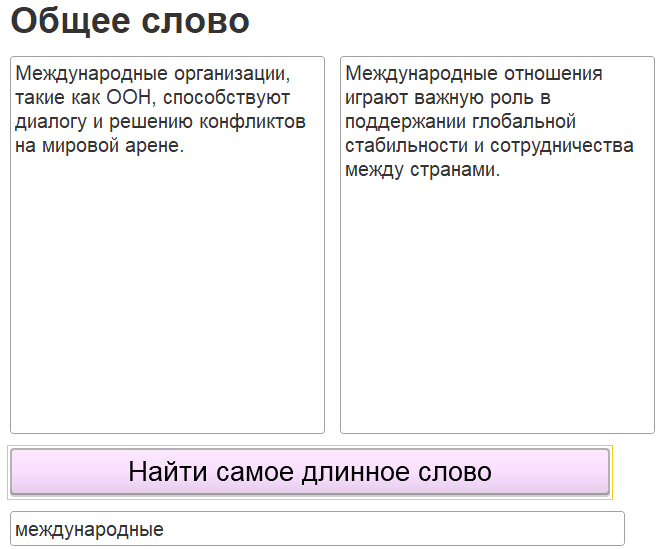 Общее слово
Международные организации,
такие как ООН, способствуют
диалогу и решению конфликтов
на мировой арене.
Международные отношения
играют важную роль в
поддержании глобальной
стабильности и сотрудничества
между странами.
Найти самое длинное слово
международные